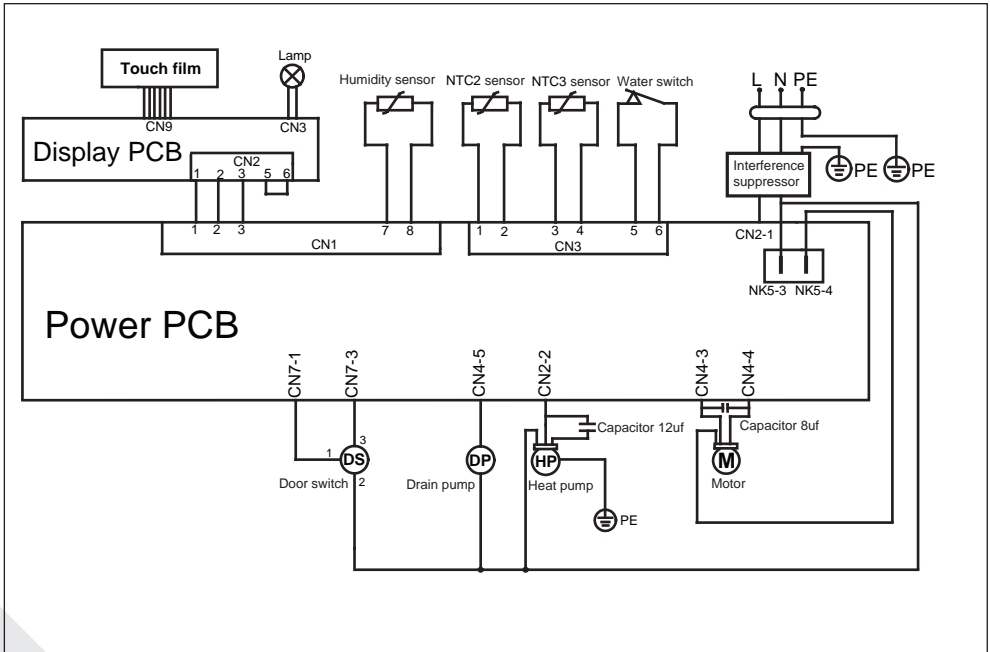 Touch film
Lamp
Humidity sensor
NTC2 sensor
NTC3 sensor
Water switch
L N PE
CN9
CN3
Display PCB
CN2
1 2 3 5 6
Interference
suppressor
PE
PE
1 2 3
7 8
CN1
1 2 3 4 5 6
CN3
CN2-1
NK5-3 NK5-4
Power PCB
CN7-1
CN7-3
CN4-5
CN2-2
CN4-3
CN4-4
Capacitor 12uf
Capacitor 8uf
1
3
DS
2
Door switch
DP
Drain pump
HP
Heat pump
PE
M
Motor